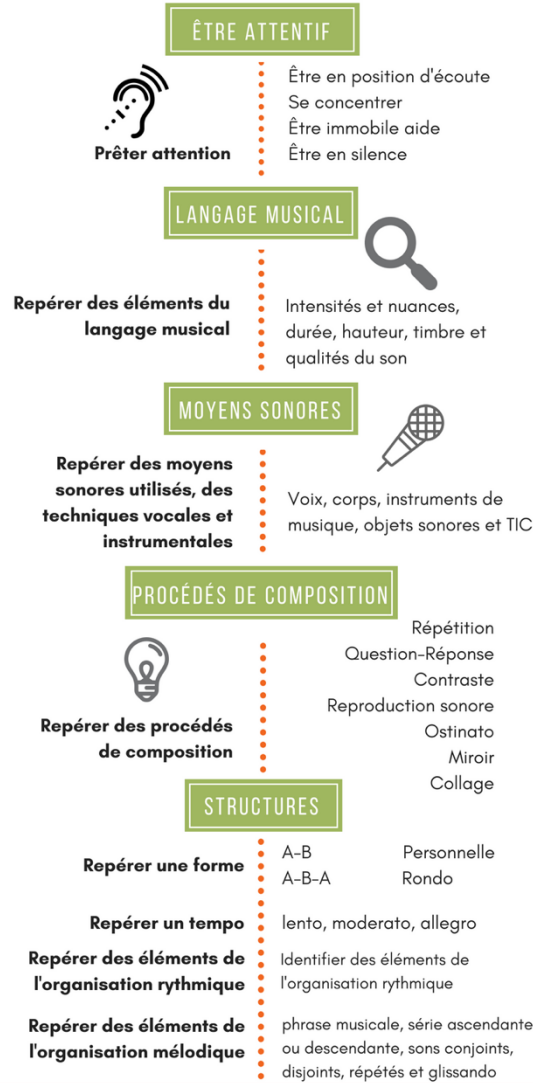 ÊTRE ATTENTIF
Prêter attention
Être en position d'écoute
Se concentrer
Être immobile aide
Être en silence
LANGAGE MUSICAL
Repérer des éléments du
langage musical
Intensités et nuances,
durée, hauteur, timbre et
qualités du son
MOYENS SONORES
Repérer des moyens
sonores utilisés, des
techniques vocales et
instrumentales
Voix, corps, instruments de
musique, objets sonores et TIC
PROCÉDÉS DE COMPOSITION
Repérer des procédés
de composition
Répétition
Question-Réponse
Contraste
Reproduction sonore
Ostinato
Miroir
Collage
STRUCTURES
Repérer une forme
A-B Personnelle
A-B-A Rondo
Repérer un tempo
lento, moderato, allegro
Repérer des éléments de
l'organisation rythmique
Identifier des éléments de
l'organisation rythmique
Repérer des éléments de
l'organisation mélodique
phrase musicale, série ascendante
ou descendante, sons conjoints,
disjoints, répétés et glissando